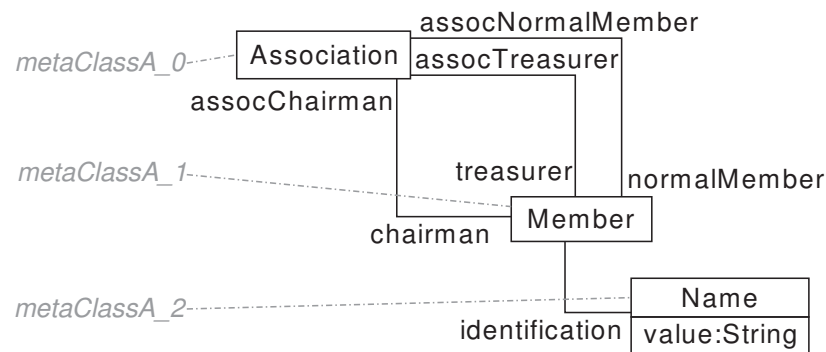 assocNormalMember
metaClassA_0
Association
assocTreasurer
assocChairman
metaClassA_1
treasurer
normalMember
Member
chairman
metaClassA_2
Name
identification
value:String